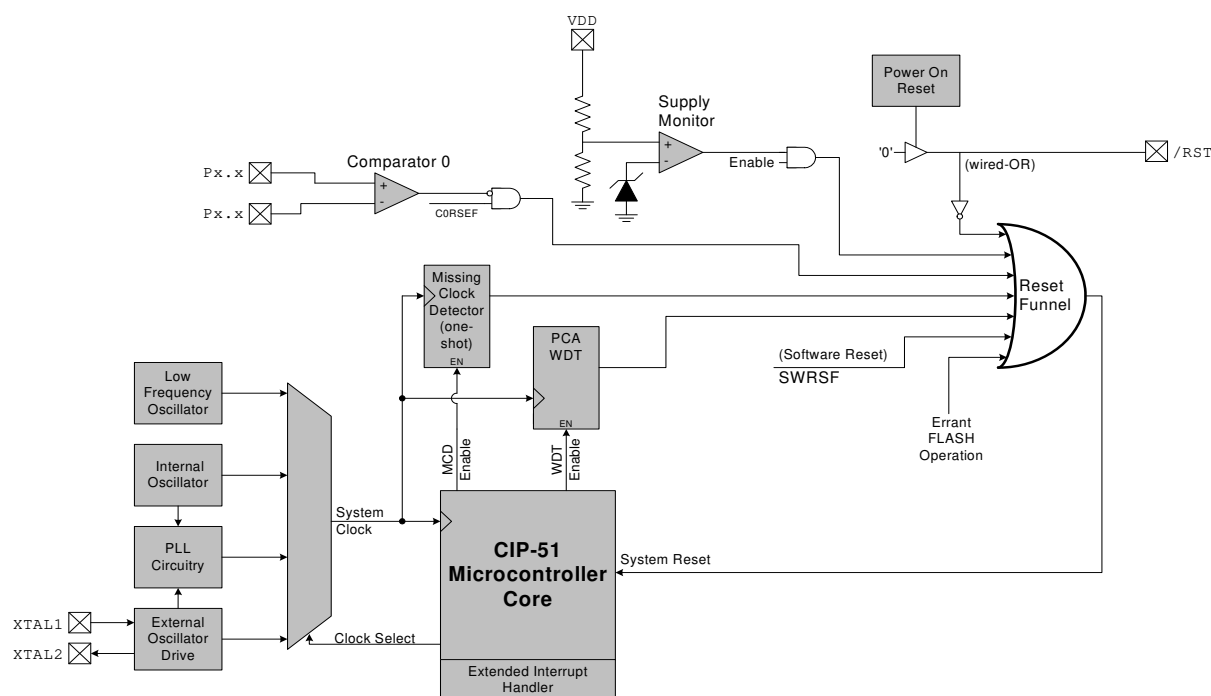 VDD
Power On
Reset
Supply
Monitor
+
-
Enable
'0'
(wired-OR)
/RST
Comparator 0
Px.x
Px.x
+
-
C0RSEF
Missing
Clock
Detector
(one-
shot)
EN
PCA
WDT
EN
Reset
Funnel
(Software Reset)
SWRSF
Errant
FLASH
Operation
Low
Frequency
Oscillator
Internal
Oscillator
PLL
Circuitry
External
Oscillator
Drive
XTAL1
XTAL2
System
Clock
MCD
Enable
WDT
Enable
CIP-51
Microcontroller
Core
System Reset
Clock Select
Extended Interrupt
Handler